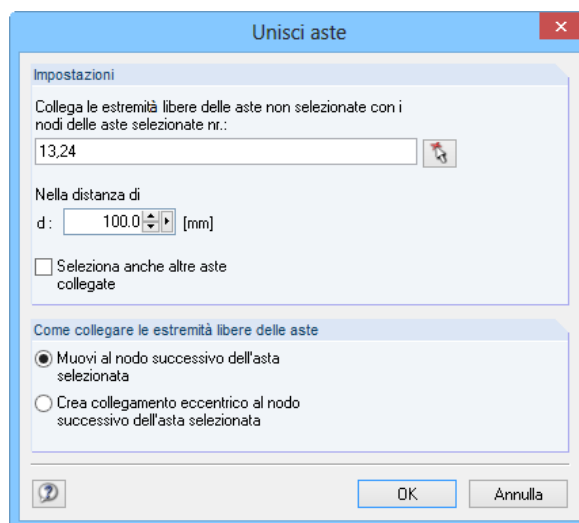 Unisci aste
Impostazioni
Collega le estremità libere delle aste non selezionate con i
nodi delle aste selezionate nr.:
13,24
Nella distanza di
d : 100.0 [mm]
Seleziona anche altre aste
collegate
Come collegare le estremità libere delle aste
Muovi al nodo successivo dell'asta
selezionata
Crea collegamento eccentrico al nodo
successivo dell'asta selezionata
OK Annulla